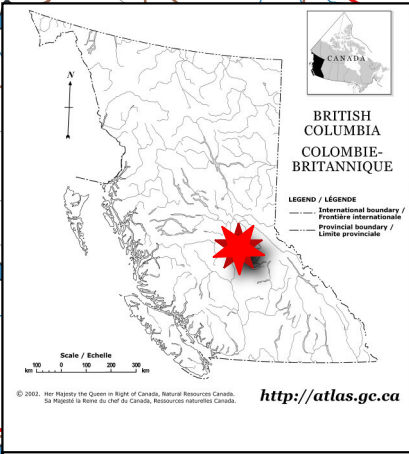 CANADA
N
BRITISH
COLUMBIA
COLOMBIE-
BRITANNIQUE
LEGEND / LÉGENDE
International boundary /
Frontière internationale
Provincial boundary /
Limite provinciale
Scale / Echelle
100 0 100 200 300
km km
© 2002. Her Majesty the Queen in Right of Canada, Natural Resources Canada.
Sa Majesté la Reine du chef du Canada, Ressources naturelles Canada.
http://atlas.gc.ca